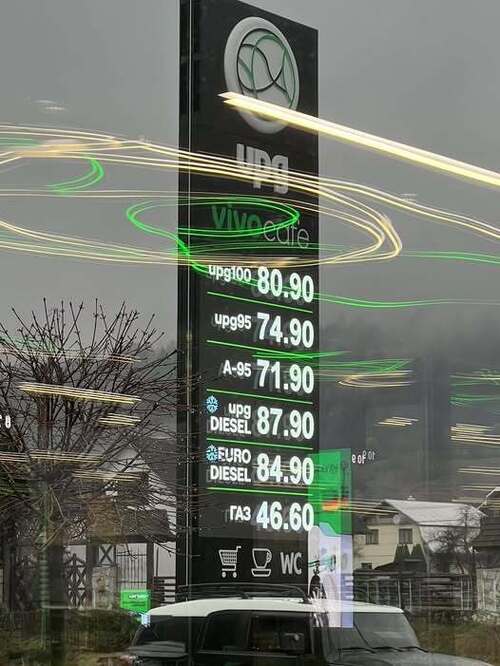 upg
vivo cafe
upg100 80.90
upg95 74.90
A-95 71.90
upg DIESEL 87.90
EURO DIESEL 84.90
ГАЗ 46.60
WC